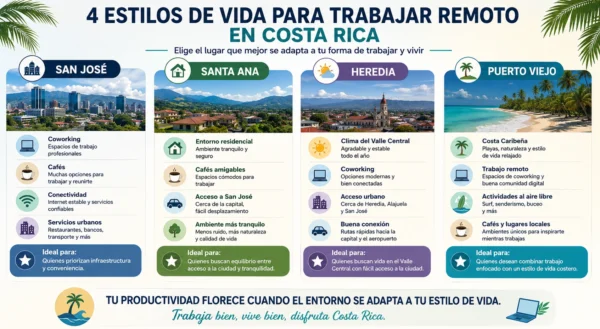 4 ESTILOS DE VIDA PARA TRABAJAR REMOTO
EN COSTA RICA
Elige el lugar que mejor se adapta a tu forma de trabajar y vivir
SAN JOSÉ
Coworking
Espacios de trabajo
profesionales
Cafés
Muchas opciones para
trabajar y reunirte
Conectividad
Internet estable y servicios
confiables
Servicios urbanos
Restaurantes, bancos,
transporte y más
Ideal para:
Quienes priorizan infraestructura
y conveniencia.
SANTA ANA
Entorno residencial
Ambiente tranquilo y
seguro
Cafés amigables
Espacios cómodos para
trabajar
Acceso a San José
Cerca de la capital,
fácil desplazamiento
Ambiente más tranquilo
Menos ruido, más naturaleza
y calidad de vida
Ideal para:
Quienes buscan equilibrio entre
acceso a la ciudad y tranquilidad.
HEREDIA
Clima del Valle Central
Agradable y estable
todo el año
Coworking
Opciones modernas y
bien conectadas
Acceso urbano
Cerca de Heredia, Alajuela
y San José
Buena conexión
Rutas rápidas hacia la
capital y el aeropuerto
Ideal para:
Quienes buscan vida en el Valle
Central con fácil acceso a la ciudad.
PUERTO VIEJO
Costa Caribeña
Playas, naturaleza y estilo
de vida relajado
Trabajo remoto
Espacios de coworking y
buena comunidad digital
Actividades al aire libre
Surf, senderismo, buceo
y más
Cafés y lugares locales
Ambientes únicos para inspirarte
mientras trabajas
Ideal para:
Quienes desean combinar trabajo
enfocado con un estilo de vida costero.
TU PRODUCTIVIDAD FLORECE CUANDO EL ENTORNO SE ADAPTA A TU ESTILO DE VIDA.
Trabaja bien, vive bien, disfruta Costa Rica.